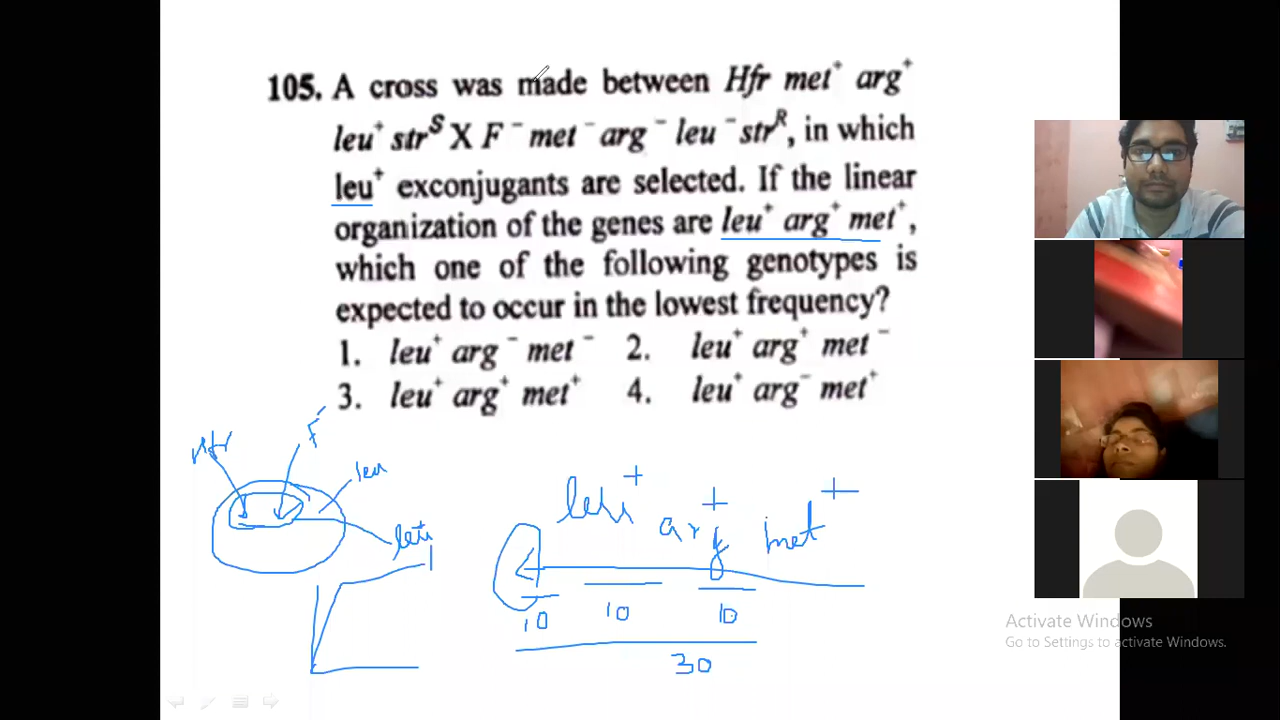 105. A cross was made between Hfr met⁺ arg⁺
leu⁺ strˢ X F⁻ met⁻ arg⁻ leu⁻ strᴿ, in which
leu⁺ exconjugants are selected. If the linear
organization of the genes are leu⁺ arg⁺ met⁺,
which one of the following genotypes is
expected to occur in the lowest frequency?
1. leu⁺ arg⁻ met⁻ 2. leu⁺ arg⁺ met⁻
3. leu⁺ arg⁺ met⁺ 4. leu⁺ arg⁻ met⁺
Hfr F⁻ leu
leu⁺
leu⁺ arg⁺ met⁺
10 10 10
30
Activate Windows
Go to Settings to activate Windows.